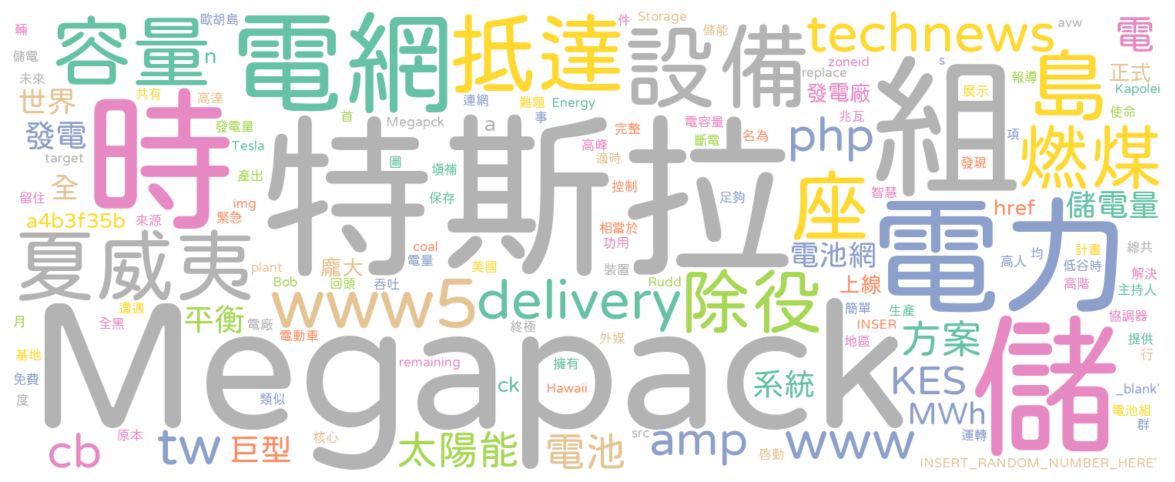 輛 歐胡島 件 Storage 儲能 avw 電
儲電 容量 n 電網 抵達 設備 technews s
未來 zoneid 報導 正式
世界 共有 高達 連網 難題 Energy replace 發電廠 組 展示 島 Kapolei
首 Megapck a 事 電容量 兆瓦 使命
發電 發電量 時 特斯拉 高峰 完整 斷電 名為 php 項 燃煤
target Tesla 圖 適時 發現
全 產出 填補 控制 智慧
留住 img 保存 足夠 座 href 儲電量
a4b3f35b 來源 緊急 相當於
夏威夷 coal 功用 電池網 電力 均 計畫 總共
plant 龐大 電量 美國 裝置 高人 低谷時 解決
Bob 回頭 吞吐 Rudd 上線 高階 主持人
遭遇 www5 delivery 除役 簡單 生產
月 全黑 平衡 電廠 終極 INSER 儲 協調器
電動車 外媒 地區 方案 提供
基地 Megapack remaining 擁有 行
免費 ck Hawaii 系統 KES _blank'
度 類似 MWh 電池組
原本 核心 src 運轉 群
cb tw 巨型 太陽能 電池 amp 啓動 www INSERT_RANDOM_NUMBER_HERE'